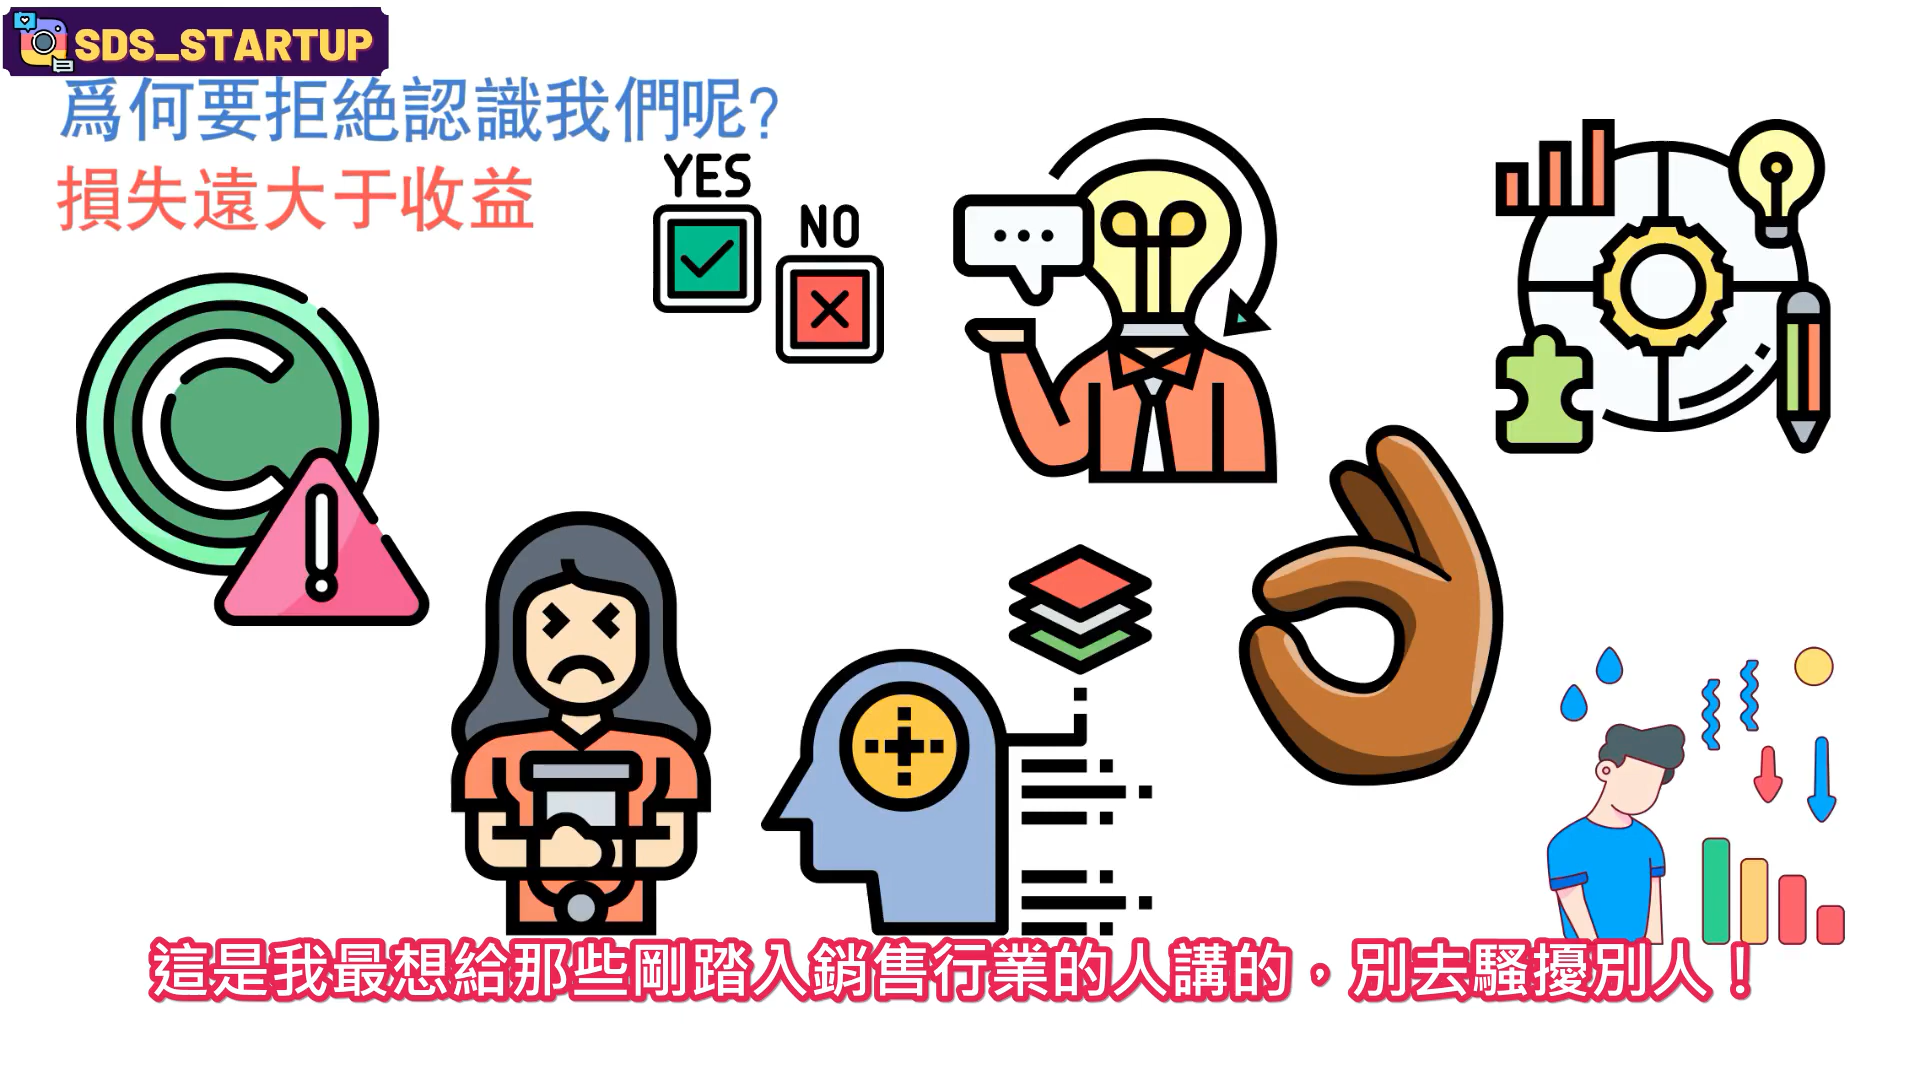 SDS_STARTUP
爲何要拒絶認識我們呢?
損失遠大于收益
YES
NO
這是我最想給那些剛踏入銷售行業的人講的，別去騷擾別人！